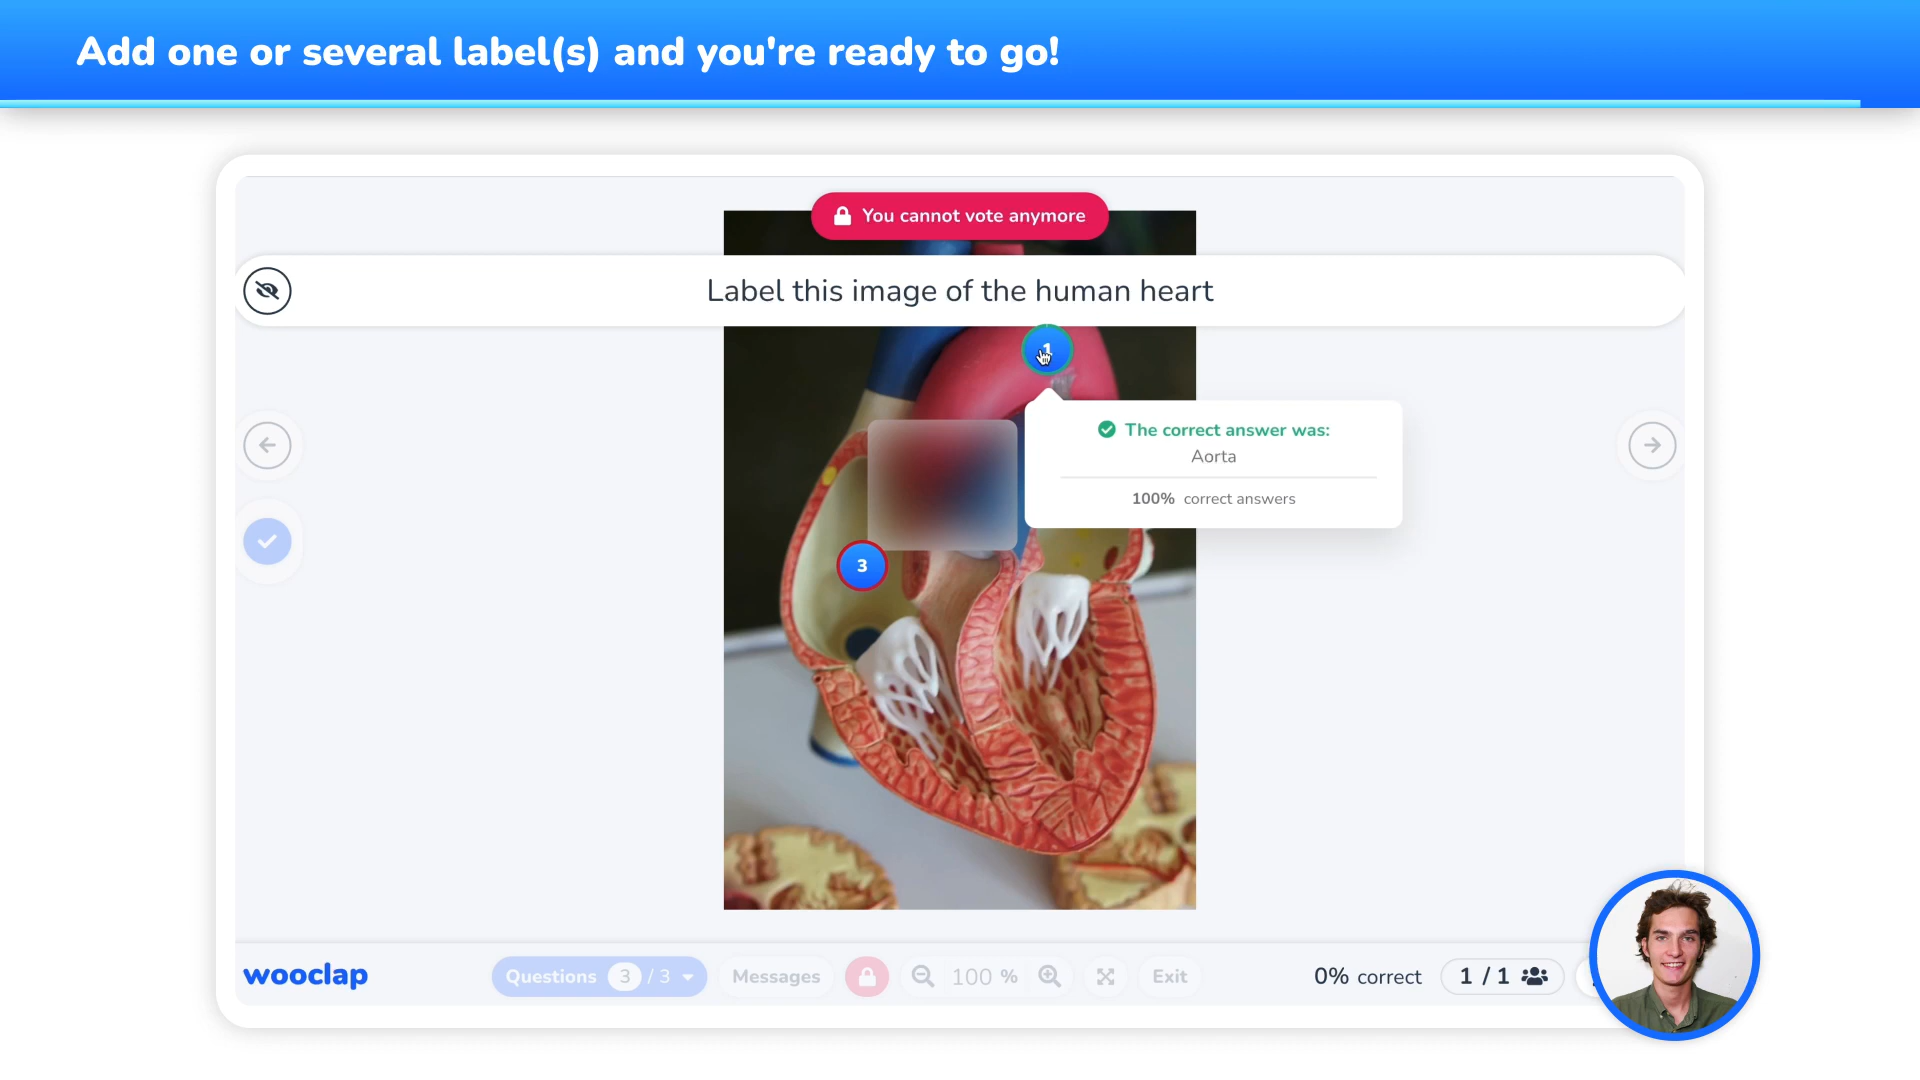 Add one or several label(s) and you're ready to go!
You cannot vote anymore
Label this image of the human heart
1
The correct answer was:
Aorta
100% correct answers
3
wooclap
Questions 3 / 3
Messages
100 %
Exit
0% correct
1 / 1